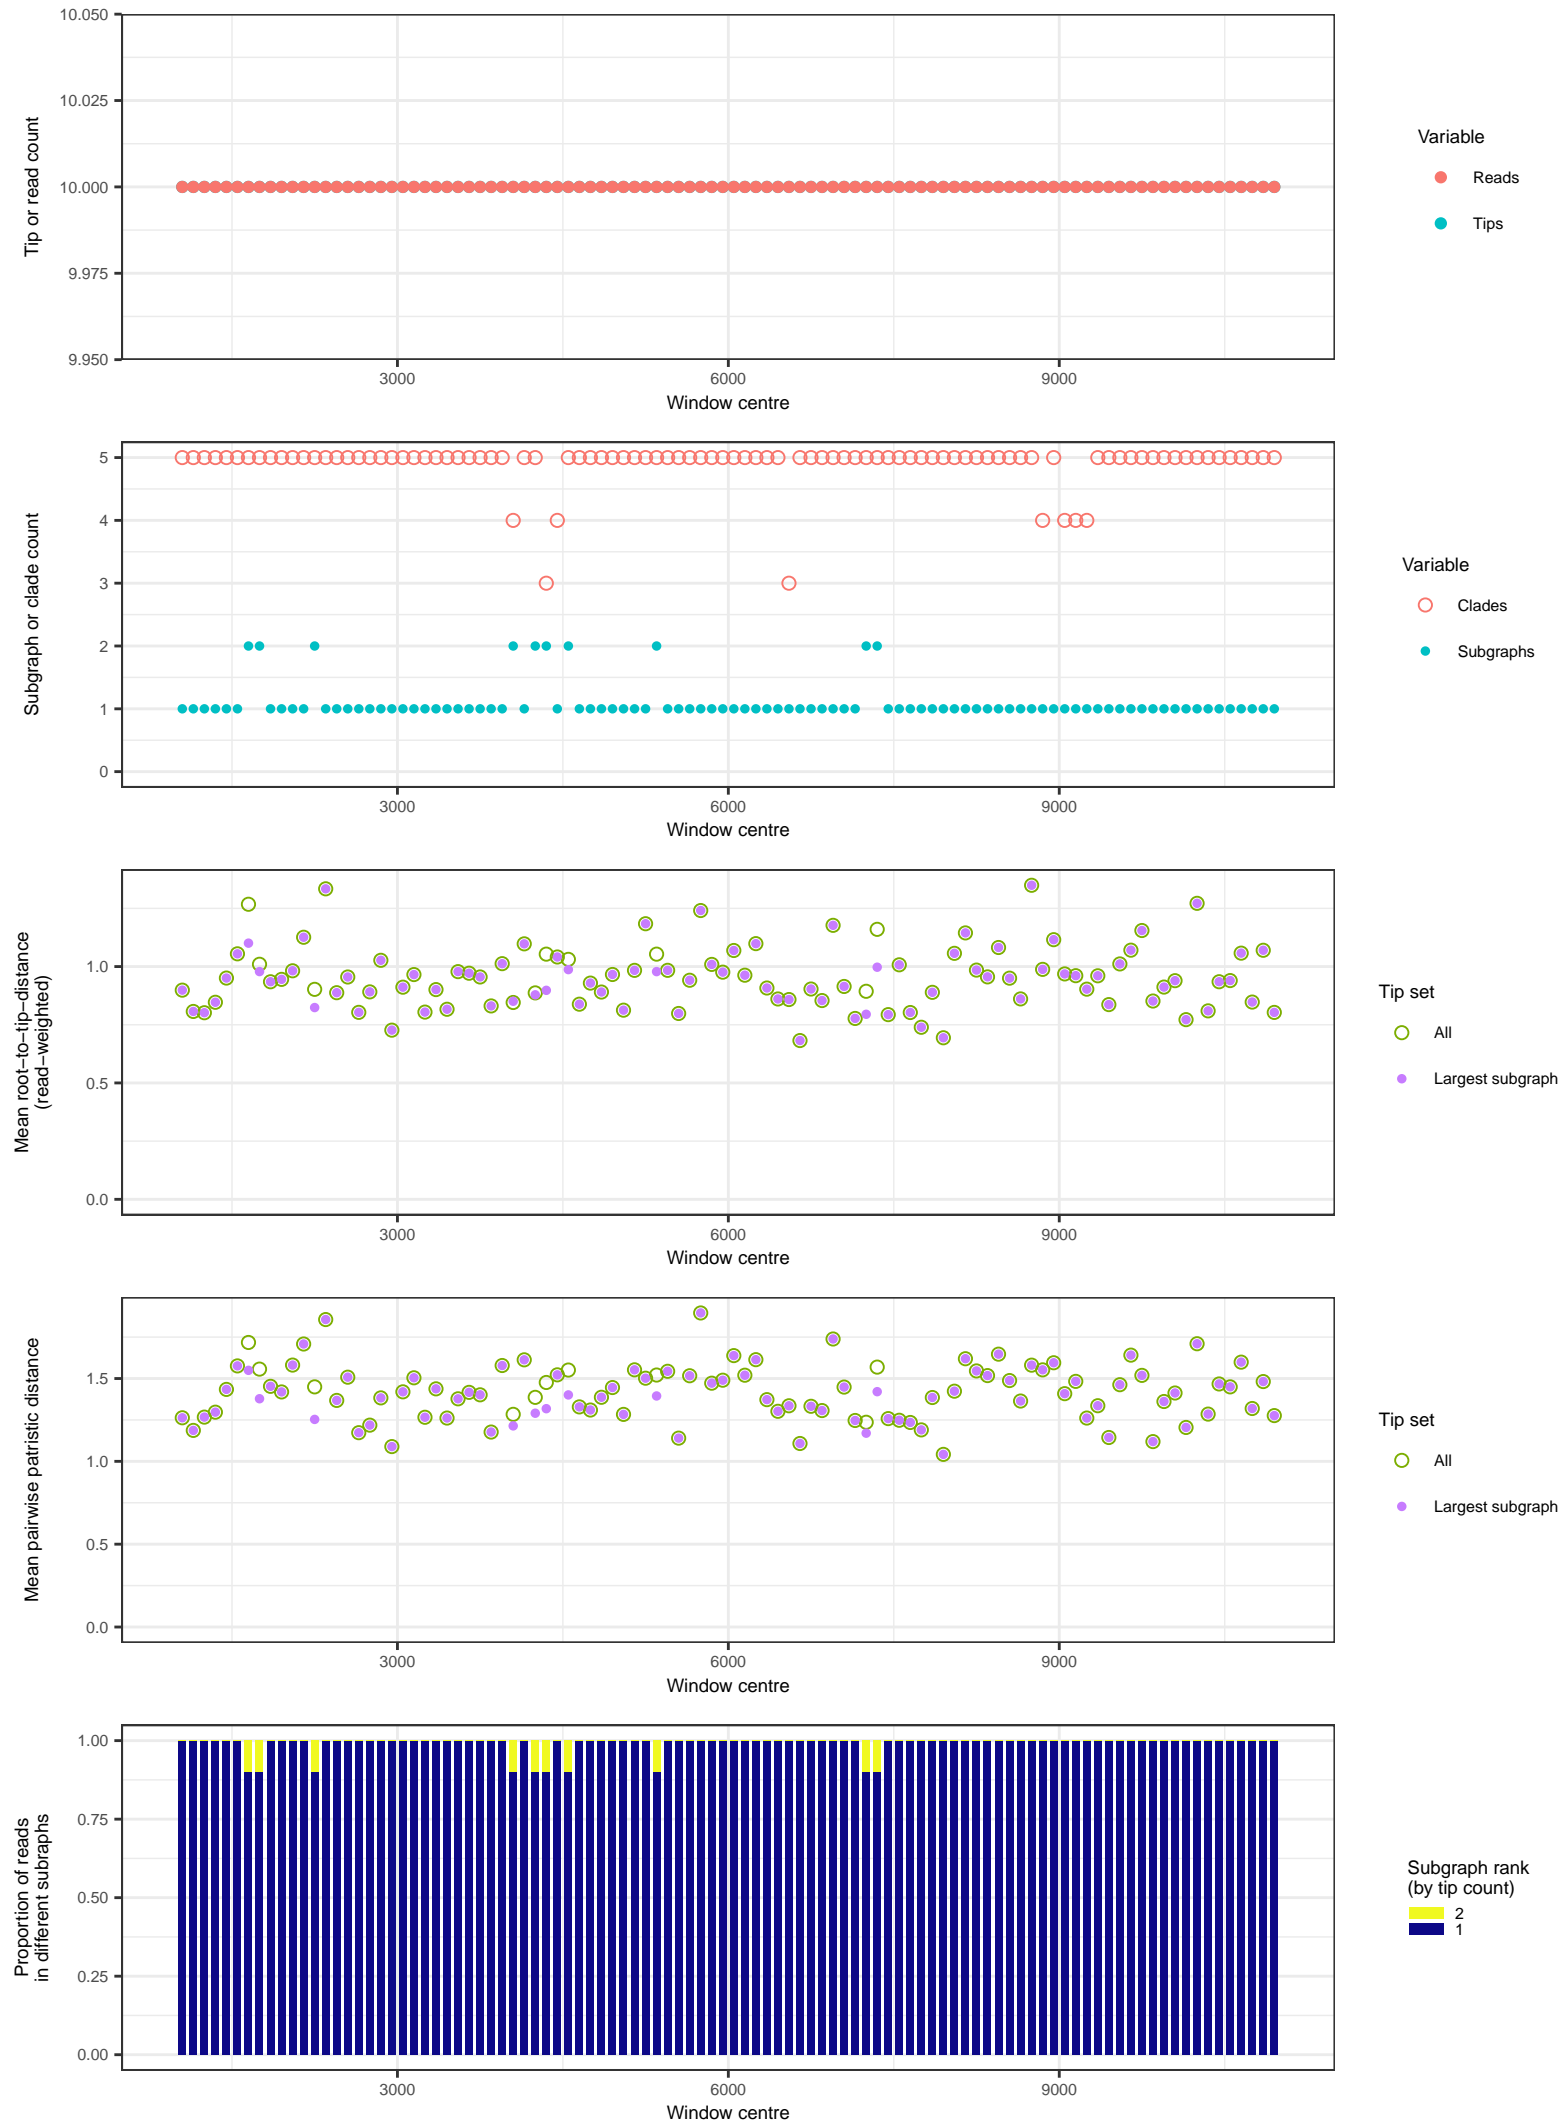 10.050
10.025
10.000
9.975
9.950
Tip or read count
3000 6000 9000
Window centre
Variable
Reads
Tips
5
4
3
2
1
0
Subgraph or clade count
3000 6000 9000
Window centre
Variable
Clades
Subgraphs
1.0
0.5
0.0
Mean root−to−tip−distance
(read−weighted)
3000 6000 9000
Window centre
Tip set
All
Largest subgraph
1.5
1.0
0.5
0.0
Mean pairwise patristic distance
3000 6000 9000
Window centre
Tip set
All
Largest subgraph
1.00
0.75
0.50
0.25
0.00
Proportion of reads
in different subraphs
3000 6000 9000
Window centre
Subgraph rank
(by tip count)
2
1